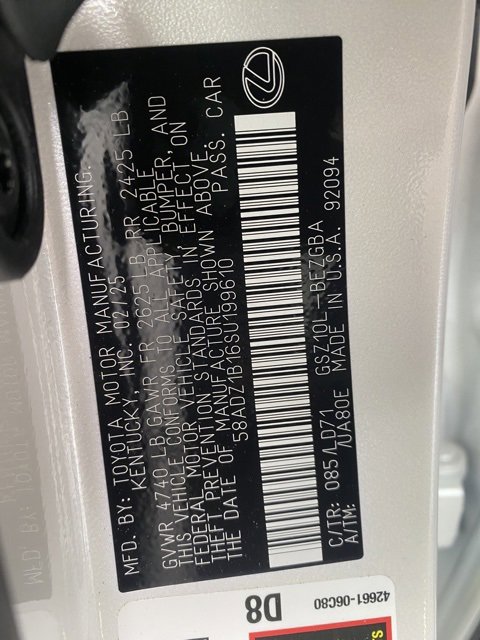 MFD. BY: TOYOTA MOTOR MANUFACTURING.
KENTUCKY, INC. 02/25
GVWR 4740 LB GAWR FR 2625 LB RR 2425 LB
THIS VEHICLE CONFORMS TO ALL APPLICABLE
FEDERAL MOTOR VEHICLE SAFETY, BUMPER, AND
THEFT PREVENTION STANDARDS IN EFFECT ON
THE DATE OF MANUFACTURE SHOWN ABOVE.
58ADZ1B16SU199610 PASS. CAR
C/TR: 085/LD71 GSZ10L-BEZGBA
A/TM: /UA80E MADE IN U.S.A. 92094
D8
42661-06C80